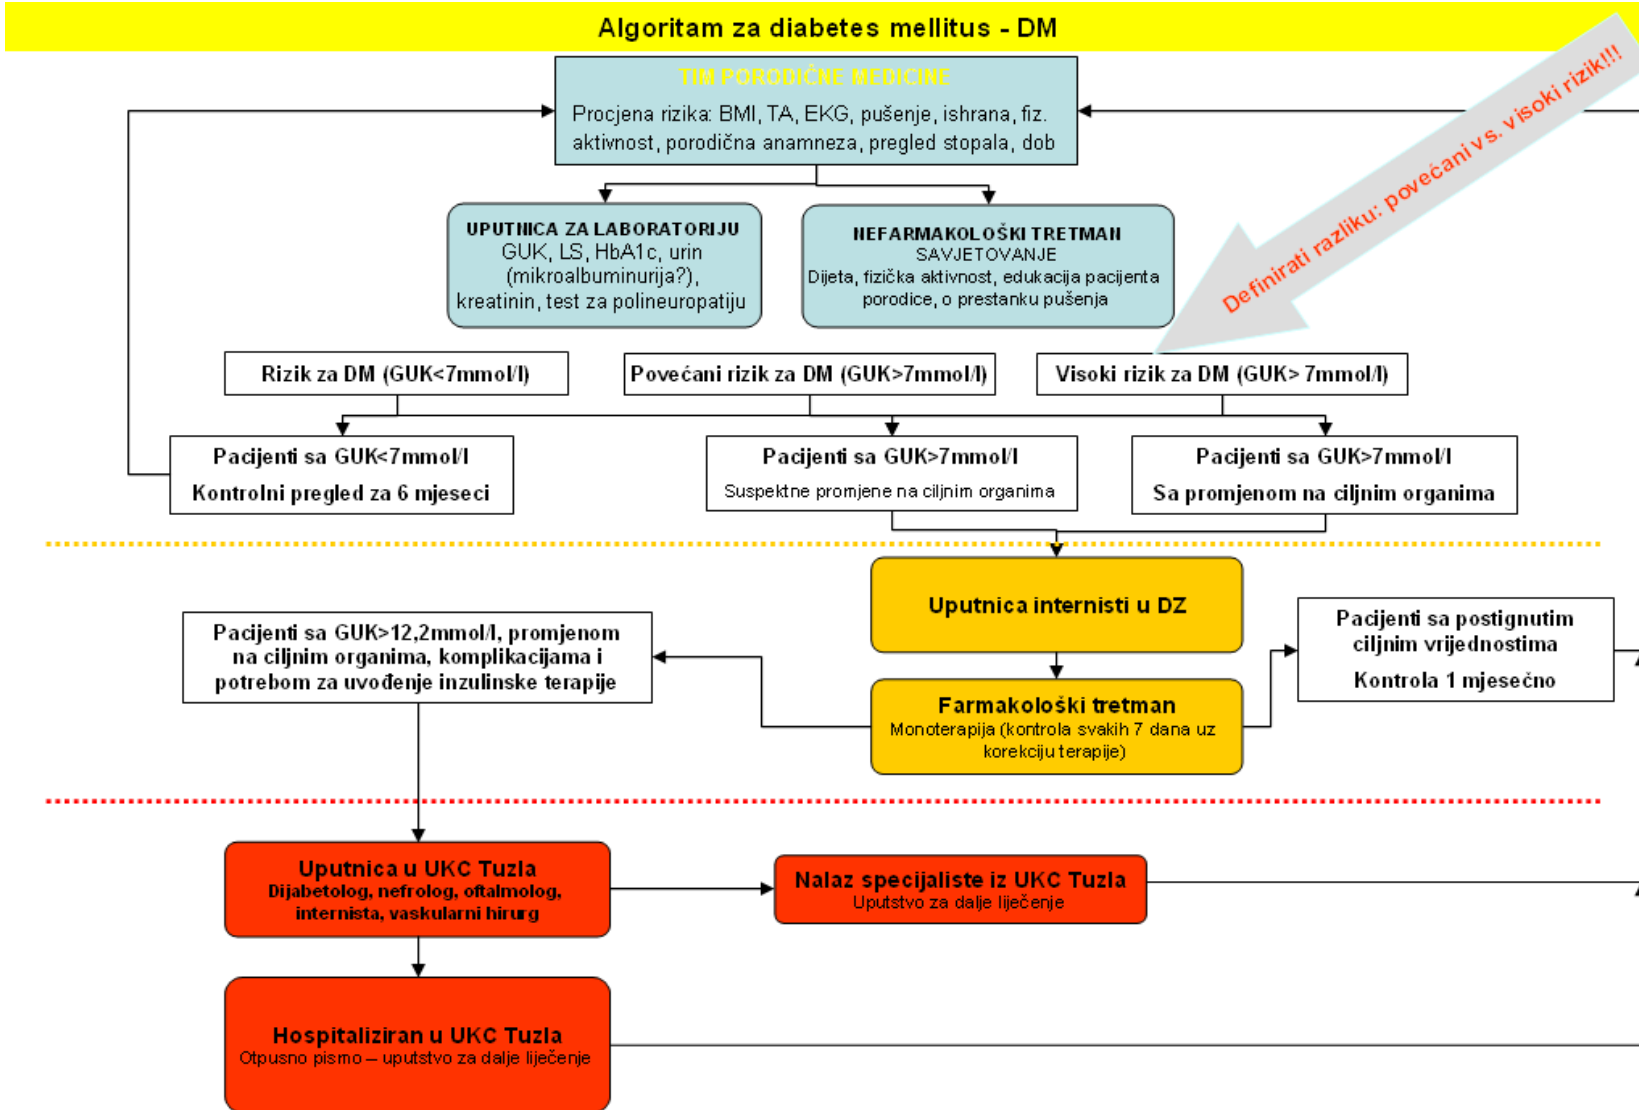 Algoritam za diabetes mellitus - DM
TIM PORODIČNE MEDICINE
Procjena rizika: BMI, TA, EKG, pušenje, ishrana, fiz.
aktivnost, porodična anamneza, pregled stopala, dob
Definirati razliku: povećani vs. visoki rizik!!!
UPUTNICA ZA LABORATORIJU
GUK, LS, HbA1c, urin
(mikroalbuminurija?),
kreatinin, test za polineuropatiju
NEFARMAKOLOŠKI TRETMAN
SAVJETOVANJE
Dijeta, fizička aktivnost, edukacija pacijenta
porodice, o prestanku pušenja
Rizik za DM (GUK<7mmol/l)
Povećani rizik za DM (GUK>7mmol/l)
Visoki rizik za DM (GUK> 7mmol/l)
Pacijenti sa GUK<7mmol/l
Kontrolni pregled za 6 mjeseci
Pacijenti sa GUK>7mmol/l
Suspektne promjene na ciljnim organima
Pacijenti sa GUK>7mmol/l
Sa promjenom na ciljnim organima
Uputnica internisti u DZ
Pacijenti sa GUK>12,2mmol/l, promjenom
na ciljnim organima, komplikacijama i
potrebom za uvođenje inzulinske terapije
Farmakološki tretman
Monoterapija (kontrola svakih 7 dana uz
korekciju terapije)
Pacijenti sa postignutim
ciljnim vrijednostima
Kontrola 1 mjesečno
Uputnica u UKC Tuzla
Dijabetolog, nefrolog, oftalmolog,
internista, vaskularni hirurg
Nalaz specijaliste iz UKC Tuzla
Uputstvo za dalje liječenje
Hospitaliziran u UKC Tuzla
Otpusno pismo – uputstvo za dalje liječenje